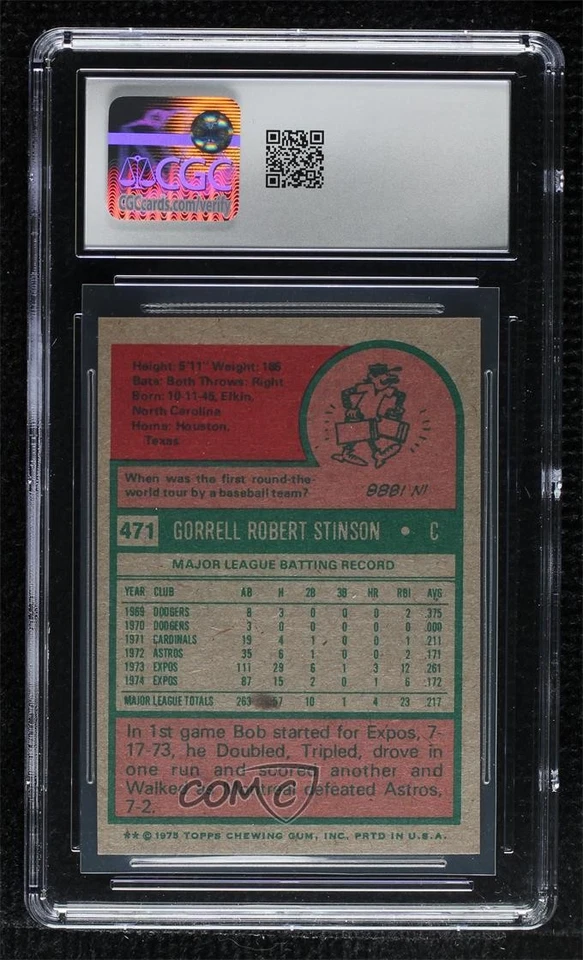 CGC
CGCcards.com/verify
Height: 5'11" Weight: 185
Bats: Both Throws: Right
Born: 10-11-45, Elkin,
North Carolina
Home: Houston,
Texas
When was the first round-the-
world tour by a baseball team?
IN 1888
471 GORRELL ROBERT STINSON • C
MAJOR LEAGUE BATTING RECORD
YEAR CLUB AB H 2B 3B HR RBI AVG
1969 DODGERS 8 3 0 0 0 2 .375
1970 DODGERS 3 0 0 0 0 0 .000
1971 CARDINALS 19 4 1 0 0 1 .211
1972 ASTROS 35 6 1 0 0 2 .171
1973 EXPOS 111 29 6 1 3 12 .261
1974 EXPOS 87 15 2 0 1 6 .172
MAJOR LEAGUE TOTALS 263 57 10 1 4 23 .217
In 1st game Bob started for Expos, 7-
17-73, he Doubled, Tripled, drove in
one run and scored another and
Walked as Montreal defeated Astros,
7-2.
COMC
** © 1975 TOPPS CHEWING GUM, INC. PRTD IN U.S.A.